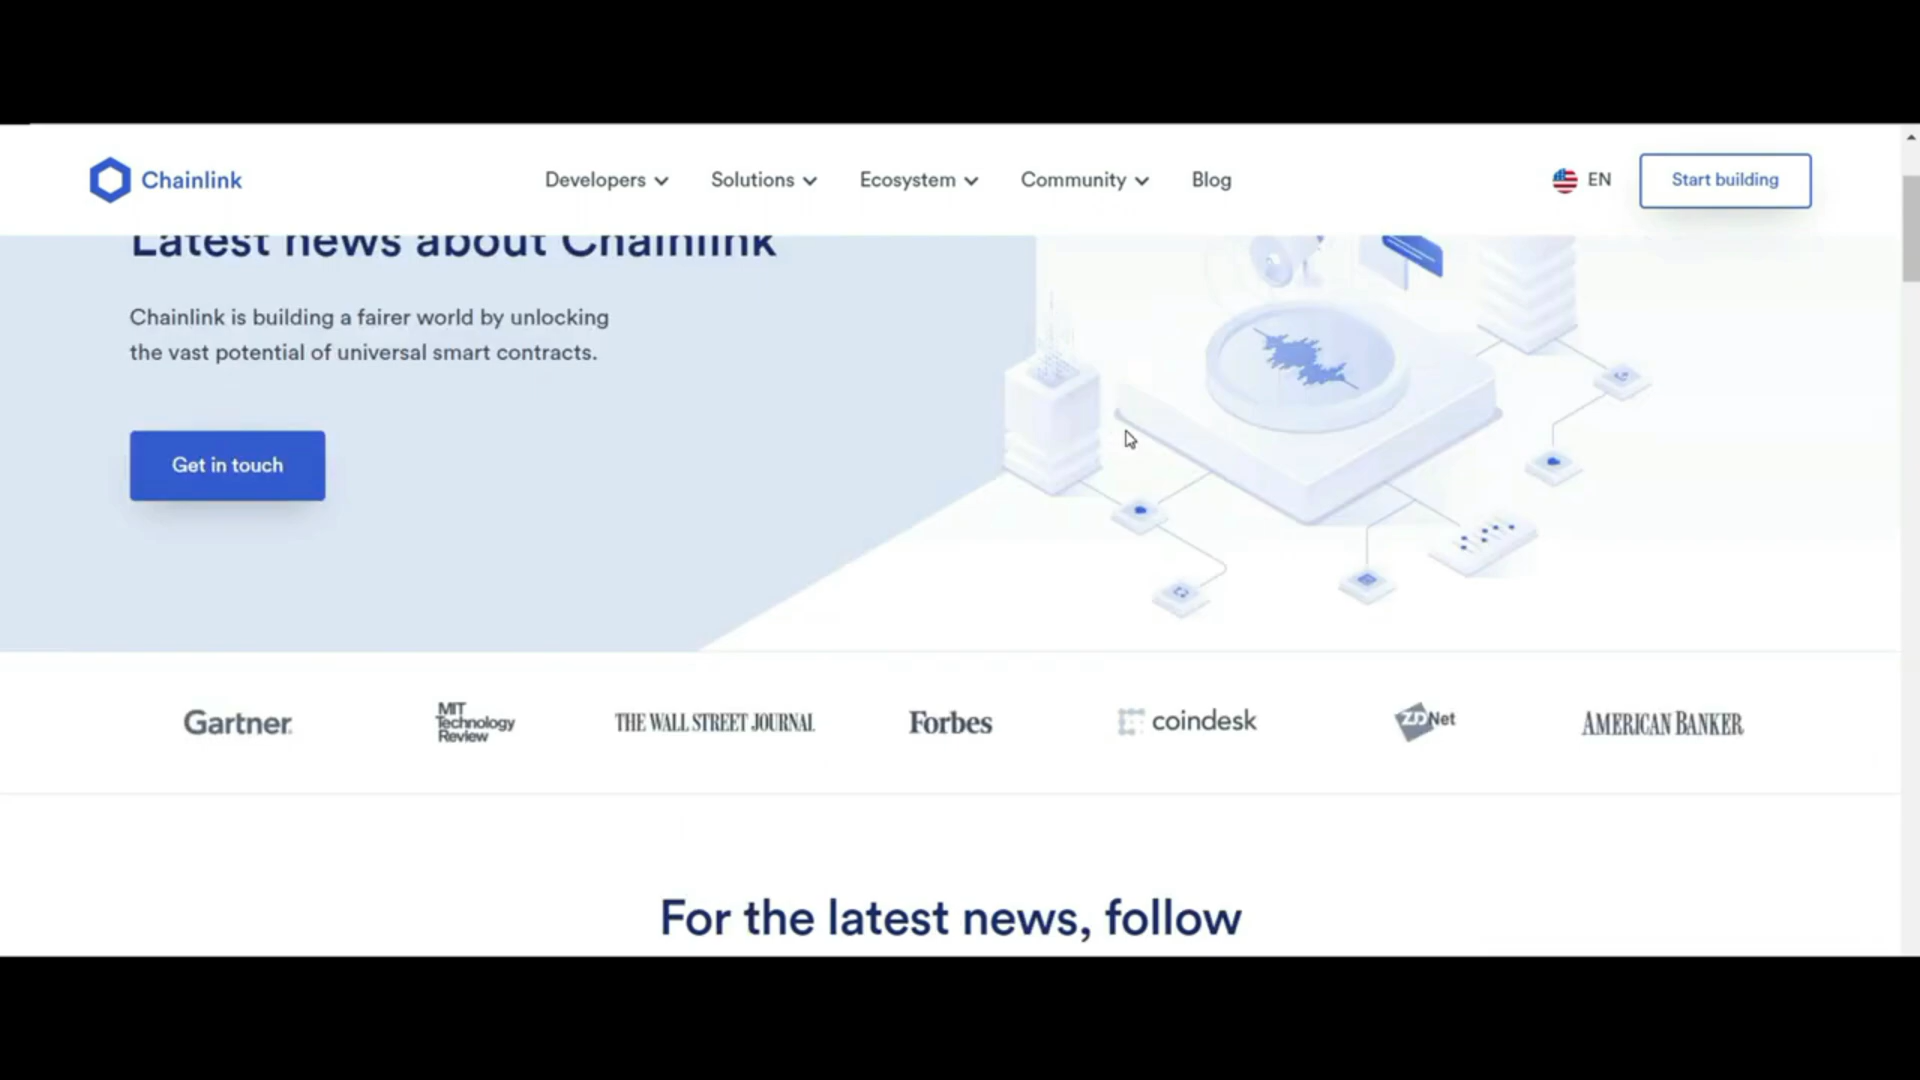 Chainlink
Developers
Solutions
Ecosystem
Community
Blog
EN
Start building
Latest news about Chainlink
Chainlink is building a fairer world by unlocking
the vast potential of universal smart contracts.
Get in touch
Gartner.
MIT
Technology
Review
THE WALL STREET JOURNAL
Forbes
coindesk
ZDNet
AMERICAN BANKER
For the latest news, follow